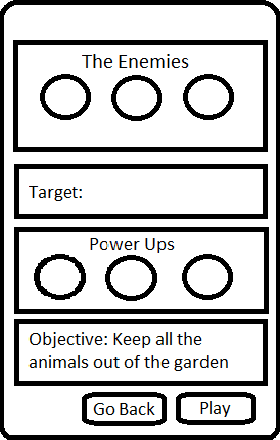 The Enemies
Target:
Power Ups
Objective: Keep all the
animals out of the garden
Go Back
Play